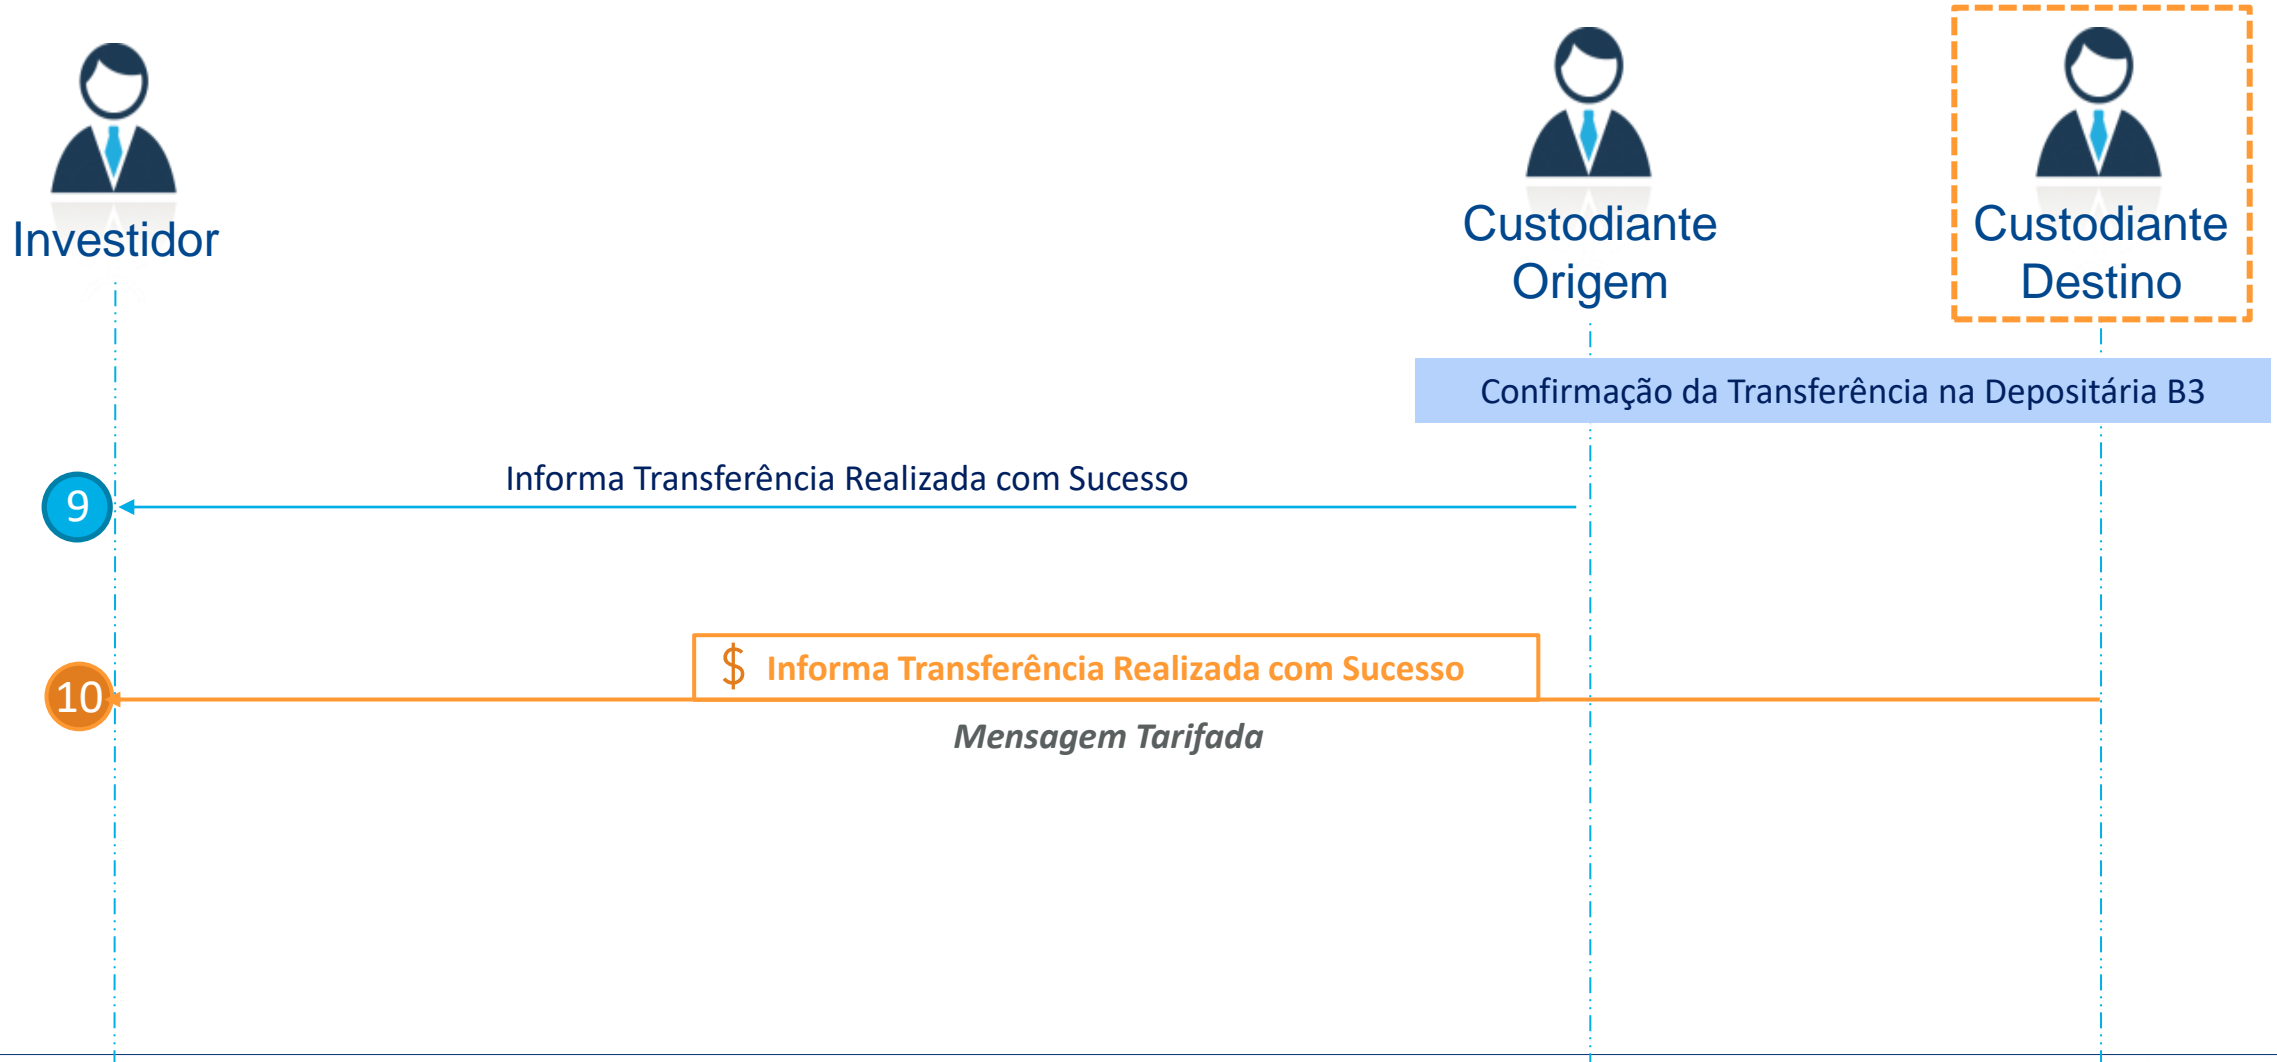 Investidor
Custodiante
Origem
Custodiante
Destino
Confirmação da Transferência na Depositária B3
Informa Transferência Realizada com Sucesso
9
$ Informa Transferência Realizada com Sucesso
10
Mensagem Tarifada